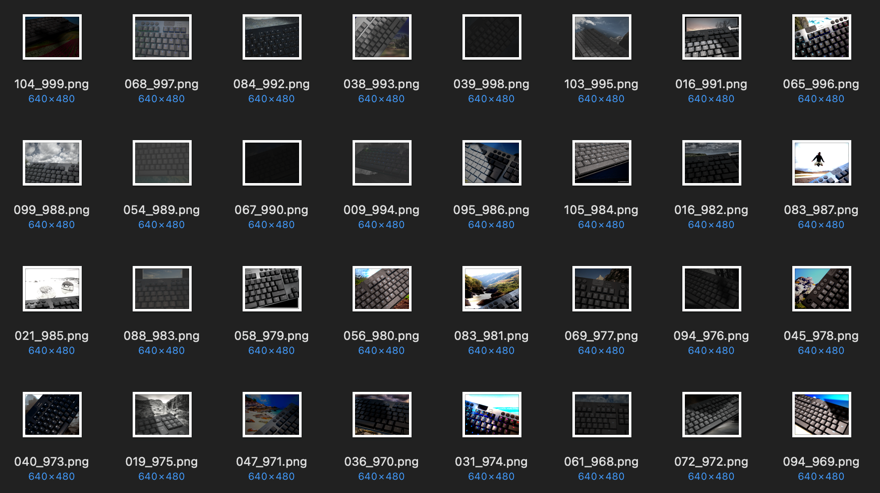 104_999.png 068_997.png 084_992.png 038_993.png 039_998.png 103_995.png 016_991.png 065_996.png
640×480 640×480 640×480 640×480 640×480 640×480 640×480 640×480
099_988.png 054_989.png 067_990.png 009_994.png 095_986.png 105_984.png 016_982.png 083_987.png
640×480 640×480 640×480 640×480 640×480 640×480 640×480 640×480
021_985.png 088_983.png 058_979.png 056_980.png 083_981.png 069_977.png 094_976.png 045_978.png
640×480 640×480 640×480 640×480 640×480 640×480 640×480 640×480
040_973.png 019_975.png 047_971.png 036_970.png 031_974.png 061_968.png 072_972.png 094_969.png
640×480 640×480 640×480 640×480 640×480 640×480 640×480 640×480